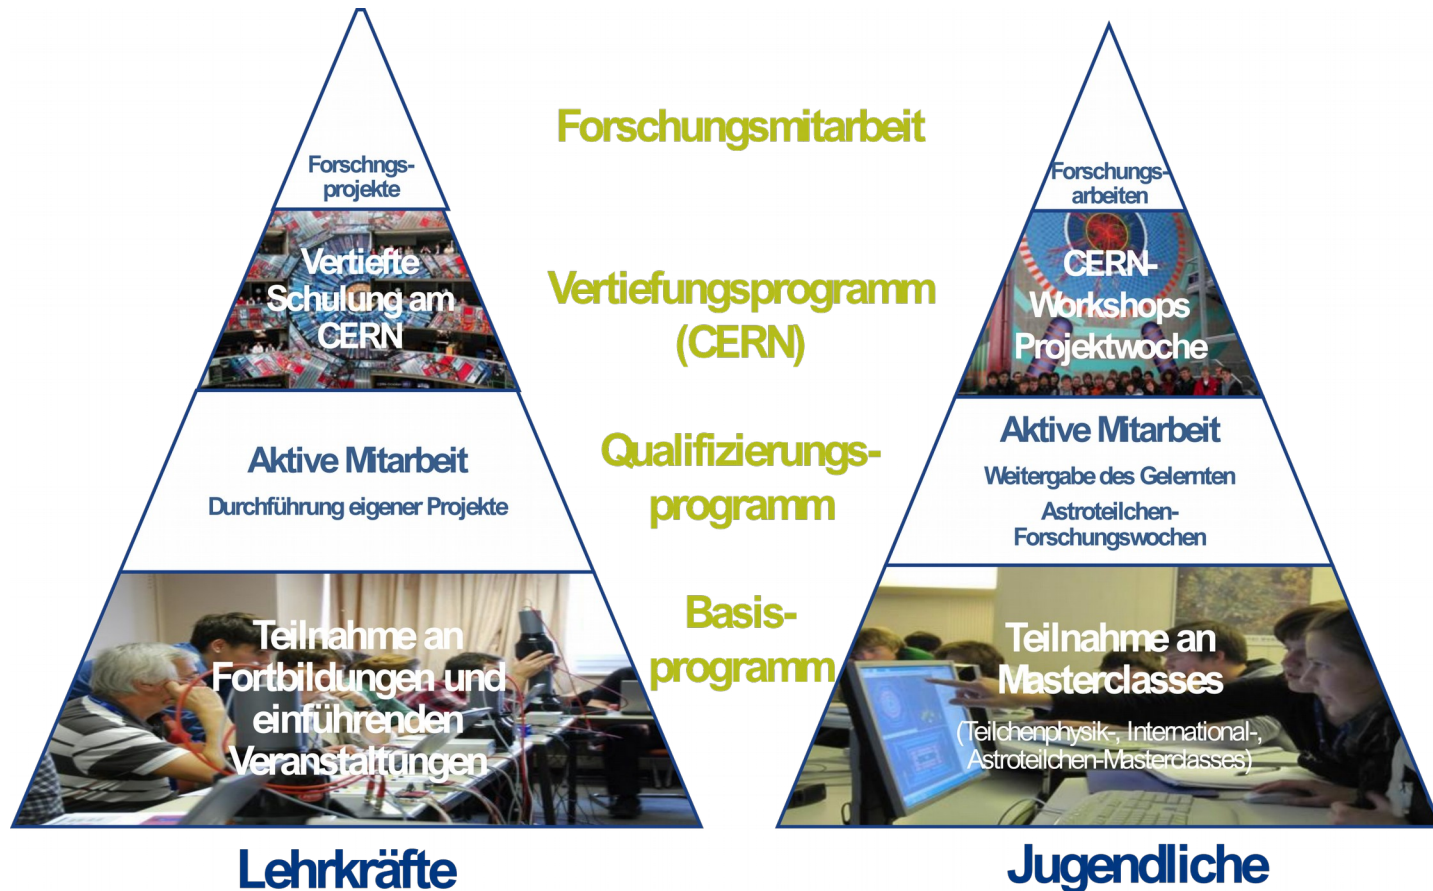 Forschngs-
projekte
Vertiefte
Schulung am
CERN
Aktive Mitarbeit
Durchführung eigener Projekte
Teilnahme an
Fortbildungen und
einführenden
Veranstaltungen
Lehrkräfte
Forschungsmitarbeit
Vertiefungsprogramm
(CERN)
Qualifizierungs-
programm
Basis-
programm
Forschungs-
arbeiten
CERN-
Workshops
Projektwoche
Aktive Mitarbeit
Weitergabe des Gelernten
Astroteilchen-
Forschungswochen
Teilnahme an
Masterclasses
(Teilchenphysik-, International-,
Astroteilchen-Masterclasses)
Jugendliche